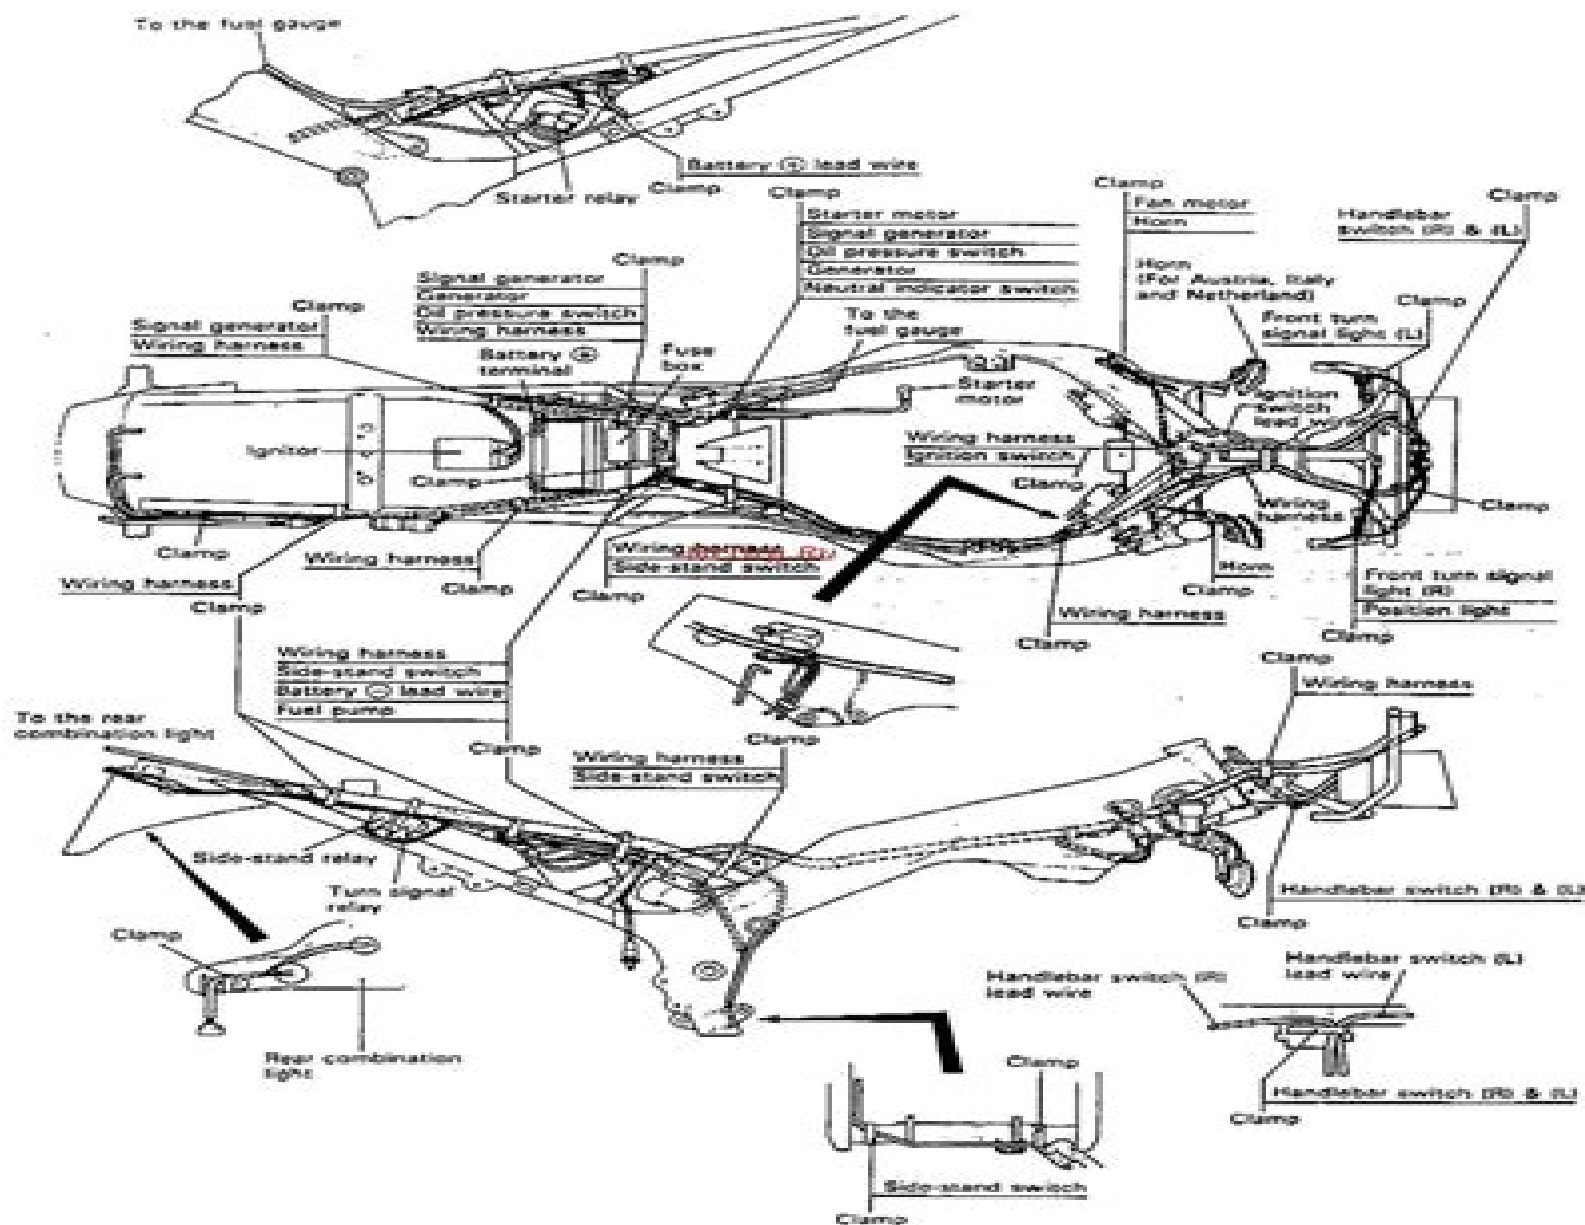 To the fuel gauge
Battery ⊕ lead wire
Starter relay
Clamp
Clamp
Starter motor
Signal generator
Oil pressure switch
Generator
Neutral indicator switch
Clamp
Fan motor
Horn
Clamp
Handlebar
switch (R) & (L)
Horn
(For Austria, Italy
and Netherland)
Clamp
Front turn
signal light (L)
Clamp
Signal generator
Generator
Oil pressure switch
Wiring harness
Clamp
Signal generator
Wiring harness
Battery ⊕
terminal
Fuse
box
To the
fuel gauge
Starter
motor
Ignition
switch
lead wire
Wiring harness
Ignition switch
Clamp
Ignitor
Clamp
Clamp
Wiring
harness
Clamp
Wiring harness
Wiring harness
Clamp
Wiring harness
Side-stand switch
Clamp
Horn
Clamp
Wiring harness
Clamp
Front turn signal
light (R)
Position light
Clamp
Clamp
Wiring harness
Clamp
Wiring harness
Side-stand switch
Battery ⊖ lead wire
Fuel pump
Clamp
To the rear
combination light
Clamp
Wiring harness
Side-stand switch
Side-stand relay
Turn signal
relay
Handlebar switch (R) & (L)
Clamp
Clamp
Rear combination
light
Handlebar switch (R)
lead wire
Handlebar switch (L)
lead wire
Handlebar switch (R) & (L)
Clamp
Clamp
Side-stand switch
Clamp